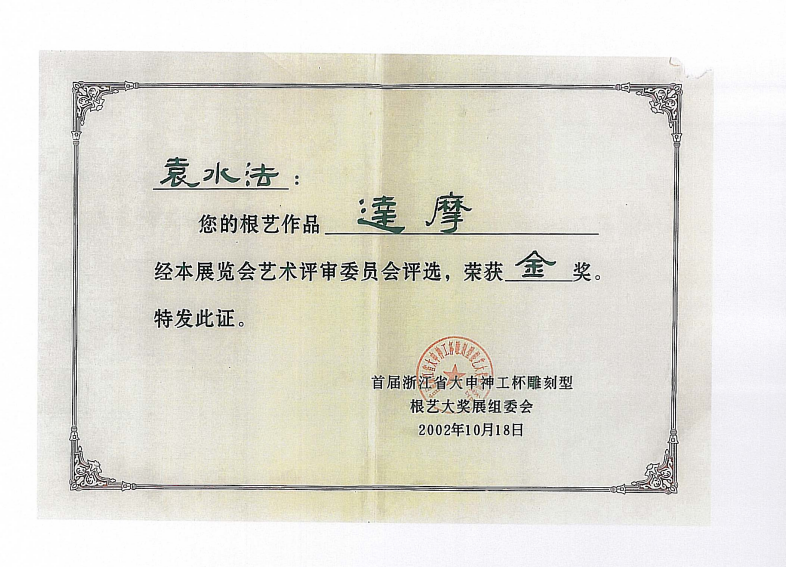 袁水法：
您的根艺作品 達摩
经本展览会艺术评审委员会评选，荣获 金 奖。
特发此证。
首届浙江省大申神工杯雕刻型
根艺大奖展组委会
2002年10月18日